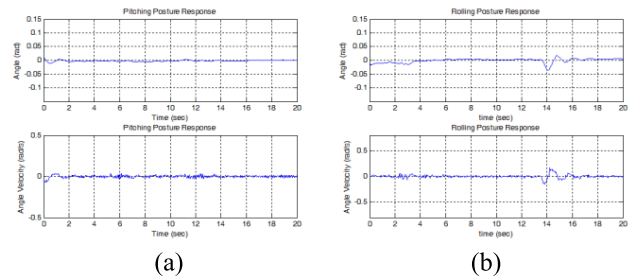 Pitching Posture Response
Angle (rad)
0.15
0.1
0.05
0
-0.05
-0.1
0 2 4 6 8 10 12 14 16 18 20
Time (sec)
Pitching Posture Response
Angle Velocity (rad/s)
0.5
0
-0.5
0 2 4 6 8 10 12 14 16 18 20
Time (sec)
(a)
Rolling Posture Response
Angle (rad)
0.15
0.1
0.05
0
-0.05
-0.1
0 2 4 6 8 10 12 14 16 18 20
Time (sec)
Rolling Posture Response
Angle Velocity (rad/s)
0.5
0
-0.5
0 2 4 6 8 10 12 14 16 18 20
Time (sec)
(b)